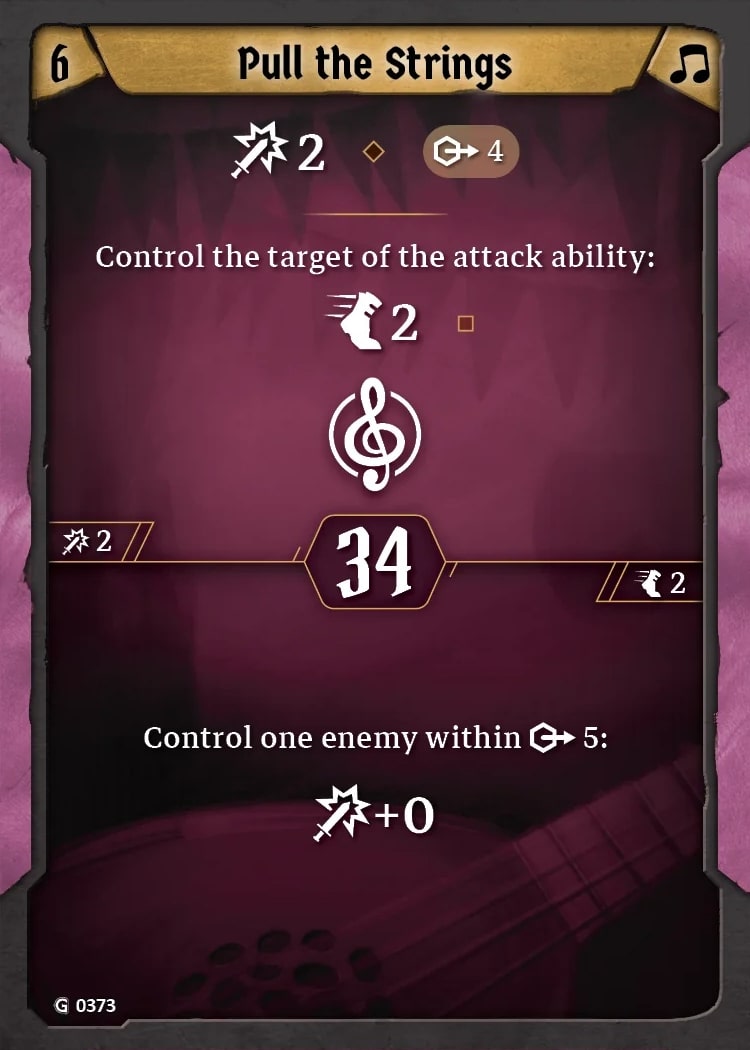 6 Pull the Strings
2 4
Control the target of the attack ability:
2
2 34 2
Control one enemy within 5:
+0
G 0373